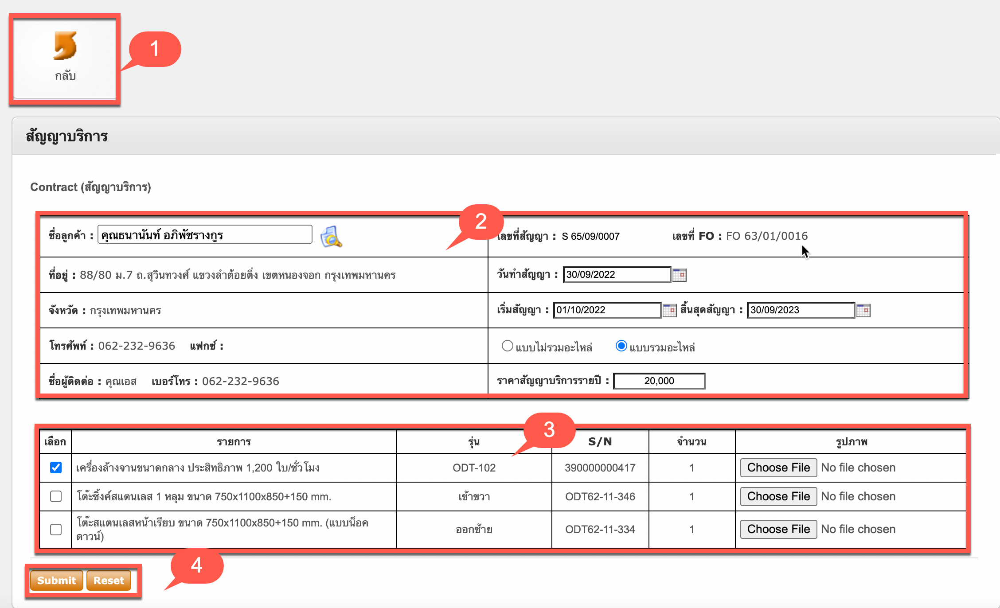 1
กลับ
สัญญาบริการ
Contract (สัญญาบริการ)
2
ชื่อลูกค้า : คุณธนานันท์ อภิพัชรางกูร
เลขที่สัญญา : S 65/09/0007 เลขที่ FO : FO 63/01/0016
ที่อยู่ : 88/80 ม.7 ถ.สุวินทวงศ์ แขวงลำต้อยติ่ง เขตหนองจอก กรุงเทพมหานคร
วันทำสัญญา : 30/09/2022
จังหวัด : กรุงเทพมหานคร
เริ่มสัญญา : 01/10/2022 สิ้นสุดสัญญา : 30/09/2023
โทรศัพท์ : 062-232-9636 แฟกซ์ :
แบบไม่รวมอะไหล่ แบบรวมอะไหล่
ชื่อผู้ติดต่อ : คุณเอส เบอร์โทร : 062-232-9636
ราคาสัญญาบริการรายปี : 20,000
3
เลือก รายการ รุ่น S/N จำนวน รูปภาพ
เครื่องล้างจานขนาดกลาง ประสิทธิภาพ 1,200 ใบ/ชั่วโมง ODT-102 390000000417 1 Choose File No file chosen
โต๊ะซิ้งค์สแตนเลส 1 หลุม ขนาด 750x1100x850+150 mm. เข้าขวา ODT62-11-346 1 Choose File No file chosen
โต๊ะสแตนเลสหน้าเรียบ ขนาด 750x1100x850+150 mm. (แบบน็อค
ดาวน์) ออกซ้าย ODT62-11-334 1 Choose File No file chosen
4
Submit Reset